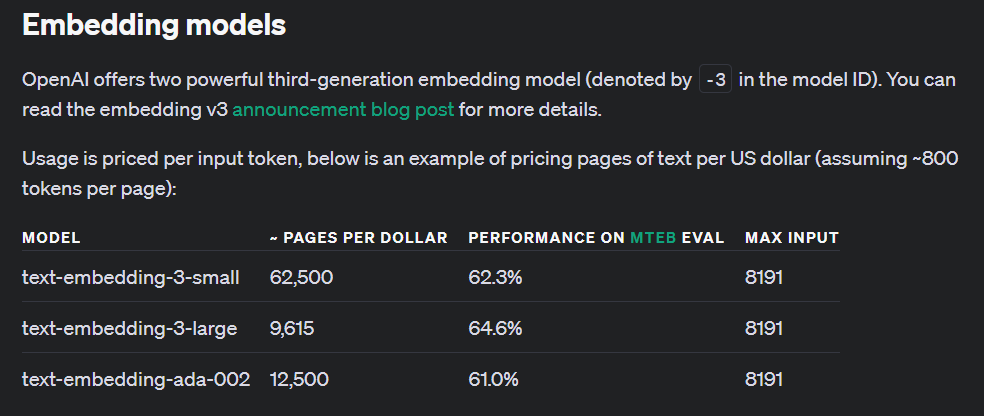 Embedding models
OpenAI offers two powerful third-generation embedding model (denoted by -3 in the model ID). You can
read the embedding v3 announcement blog post for more details.
Usage is priced per input token, below is an example of pricing pages of text per US dollar (assuming ~800
tokens per page):
MODEL ~ PAGES PER DOLLAR PERFORMANCE ON MTEB EVAL MAX INPUT
text-embedding-3-small 62,500 62.3% 8191
text-embedding-3-large 9,615 64.6% 8191
text-embedding-ada-002 12,500 61.0% 8191